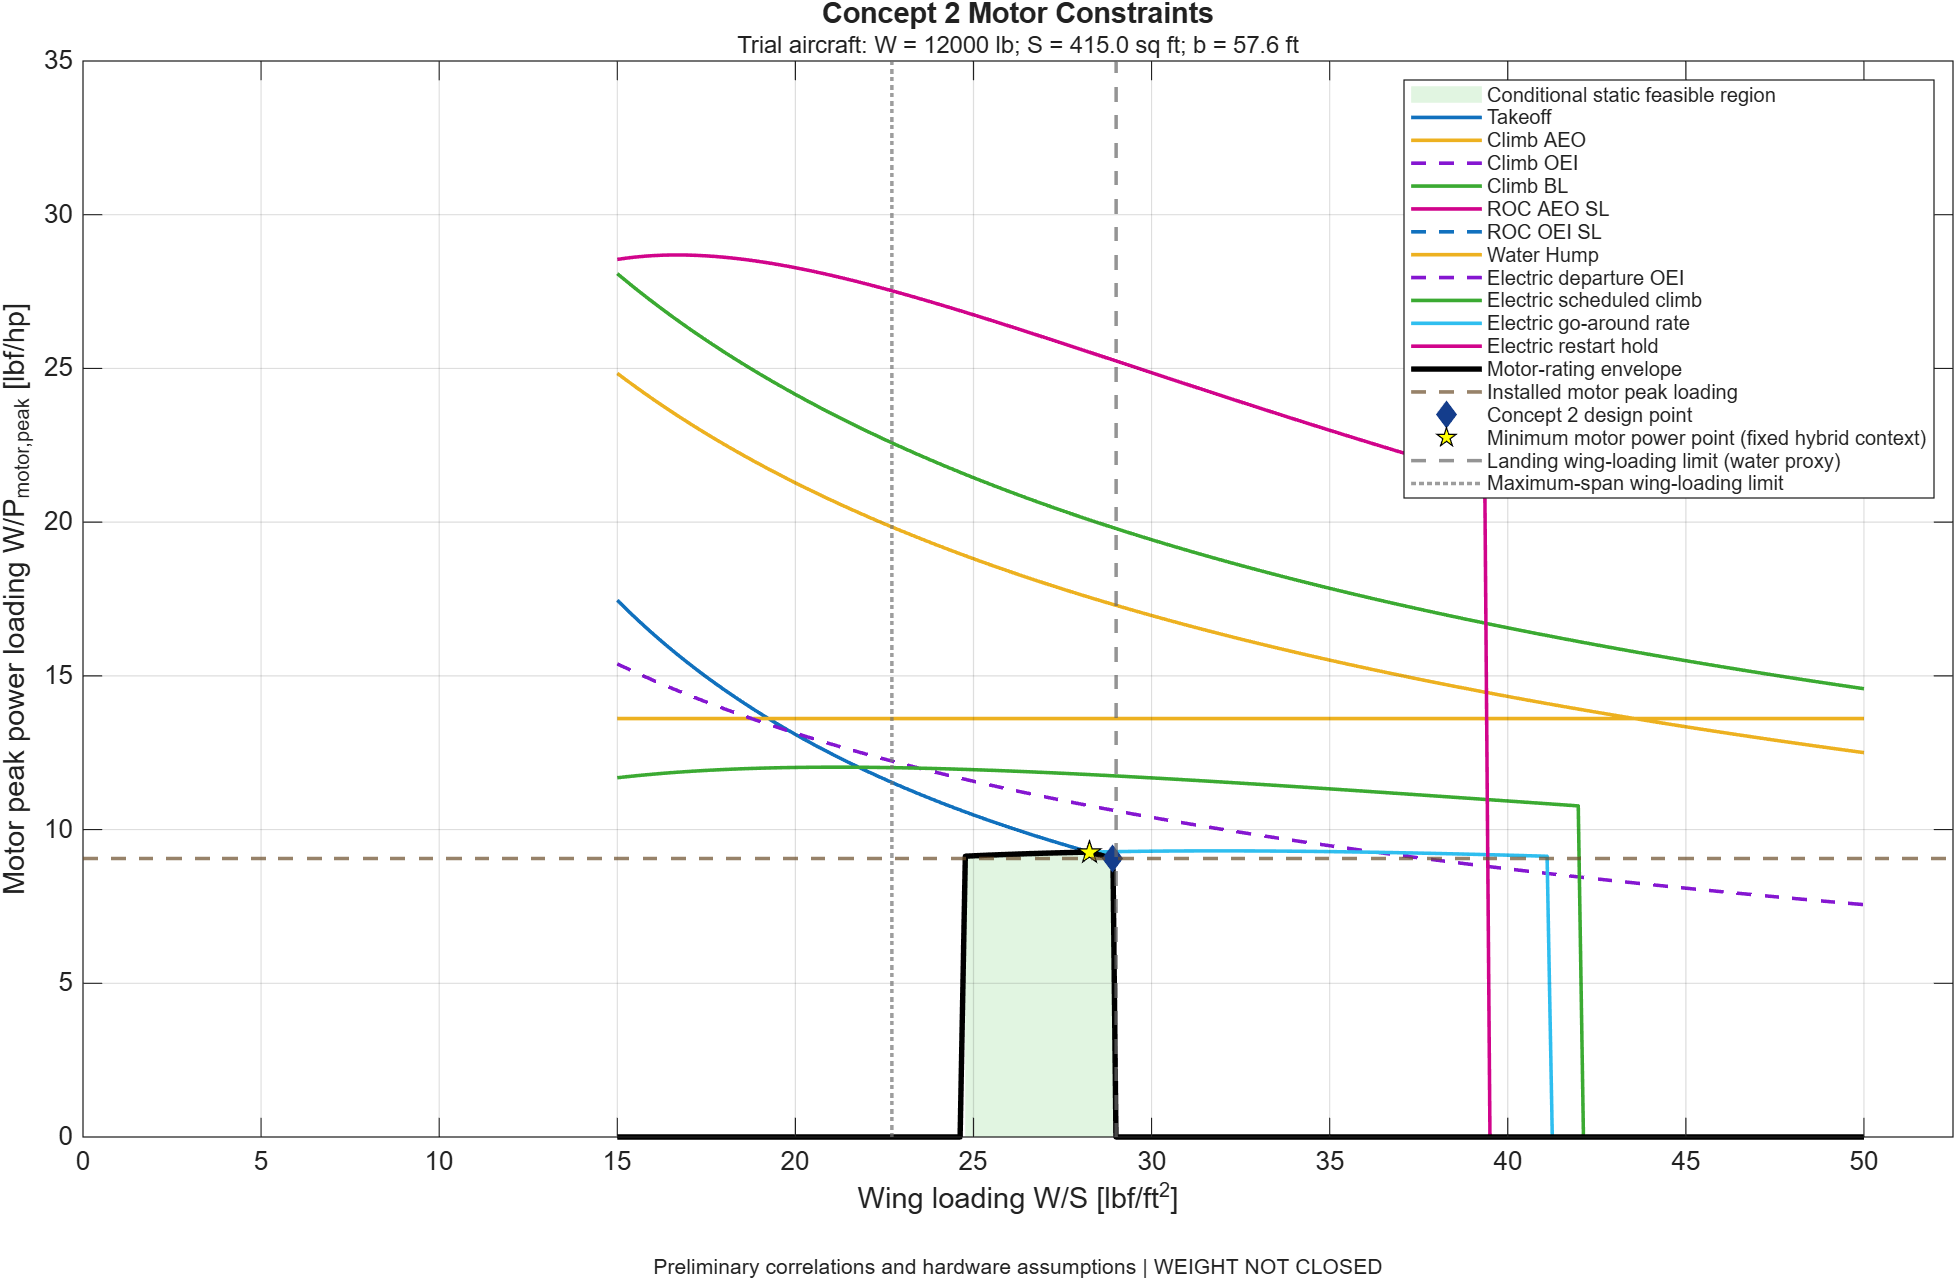 Concept 2 Motor Constraints
Trial aircraft: W = 12000 lb; S = 415.0 sq ft; b = 57.6 ft
35
30
25
20
15
10
5
0
Motor peak power loading W/Pmotor,peak [lbf/hp]
Conditional static feasible region
Takeoff
Climb AEO
Climb OEI
Climb BL
ROC AEO SL
ROC OEI SL
Water Hump
Electric departure OEI
Electric scheduled climb
Electric go-around rate
Electric restart hold
Motor-rating envelope
Installed motor peak loading
Concept 2 design point
Minimum motor power point (fixed hybrid context)
Landing wing-loading limit (water proxy)
Maximum-span wing-loading limit
0 5 10 15 20 25 30 35 40 45 50
Wing loading W/S [lbf/ft²]
Preliminary correlations and hardware assumptions | WEIGHT NOT CLOSED